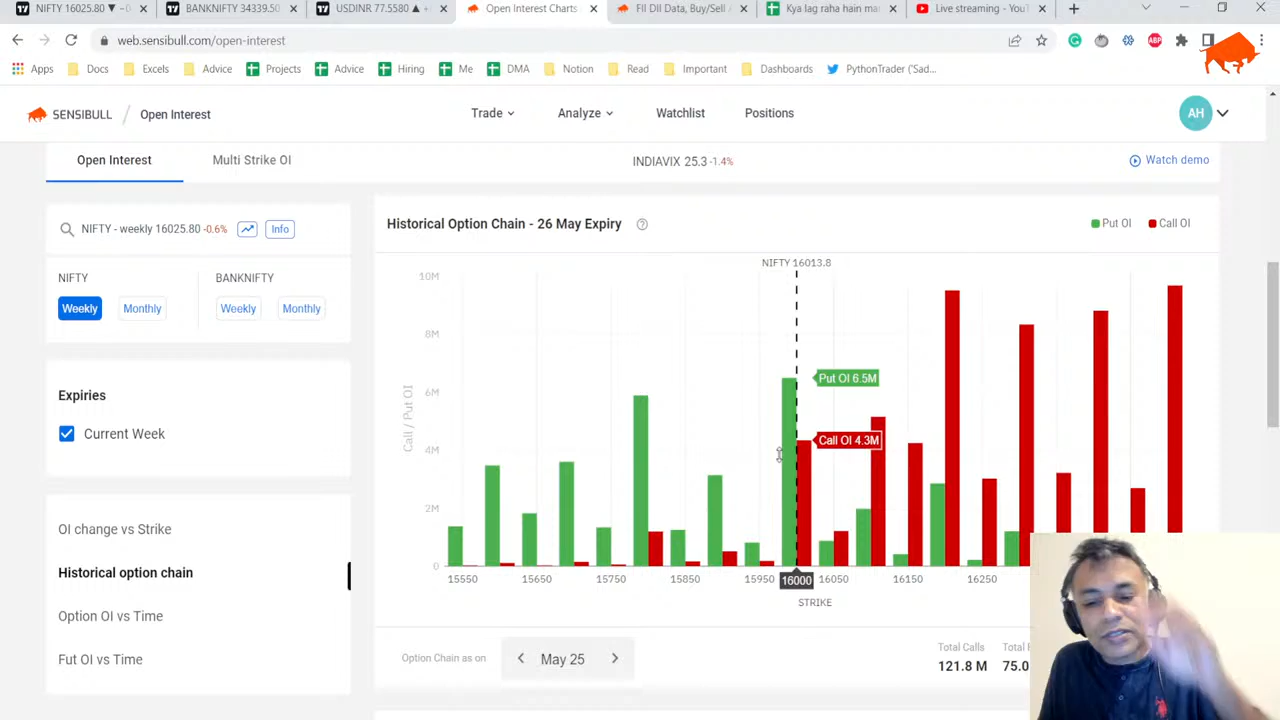 NIFTY 16025.80 ▼ −0
BANKNIFTY 34339.50
USDINR 77.5580 ▲ +
Open Interest Charts
FII DII Data, Buy/Sell A
Kya lag raha hain mar
Live streaming - YouT
web.sensibull.com/open-interest
Apps
Docs
Excels
Advice
Projects
Advice
Hiring
Me
DMA
Notion
Read
Important
Dashboards
PythonTrader ('Sad...
SENSIBULL / Open Interest
Trade
Analyze
Watchlist
Positions
AH
Open Interest
Multi Strike OI
INDIAVIX 25.3 -1.4%
Watch demo
NIFTY - weekly 16025.80 -0.6%
Info
NIFTY
BANKNIFTY
Weekly
Monthly
Weekly
Monthly
Expiries
Current Week
OI change vs Strike
Historical option chain
Option OI vs Time
Fut OI vs Time
Historical Option Chain - 26 May Expiry
Put OI
Call OI
NIFTY 16013.8
10M
8M
6M
4M
2M
0
Call / Put OI
Put OI 6.5M
Call OI 4.3M
15550
15650
15750
15850
15950
16000
16050
16150
16250
STRIKE
Option Chain as on
May 25
Total Calls
121.8 M
75.0
ABP